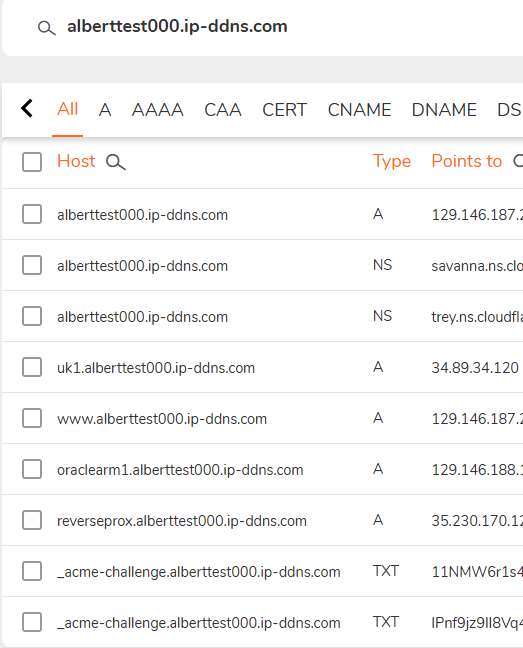 alberttest000.ip-ddns.com
All A AAAA CAA CERT CNAME DNAME DS
Host Type Points to
alberttest000.ip-ddns.com A 129.146.187.2
alberttest000.ip-ddns.com NS savanna.ns.clo
alberttest000.ip-ddns.com NS trey.ns.cloudfla
uk1.alberttest000.ip-ddns.com A 34.89.34.120
www.alberttest000.ip-ddns.com A 129.146.187.2
oraclearm1.alberttest000.ip-ddns.com A 129.146.188.1
reverseprox.alberttest000.ip-ddns.com A 35.230.170.12
_acme-challenge.alberttest000.ip-ddns.com TXT 11NMW6r1s4
_acme-challenge.alberttest000.ip-ddns.com TXT